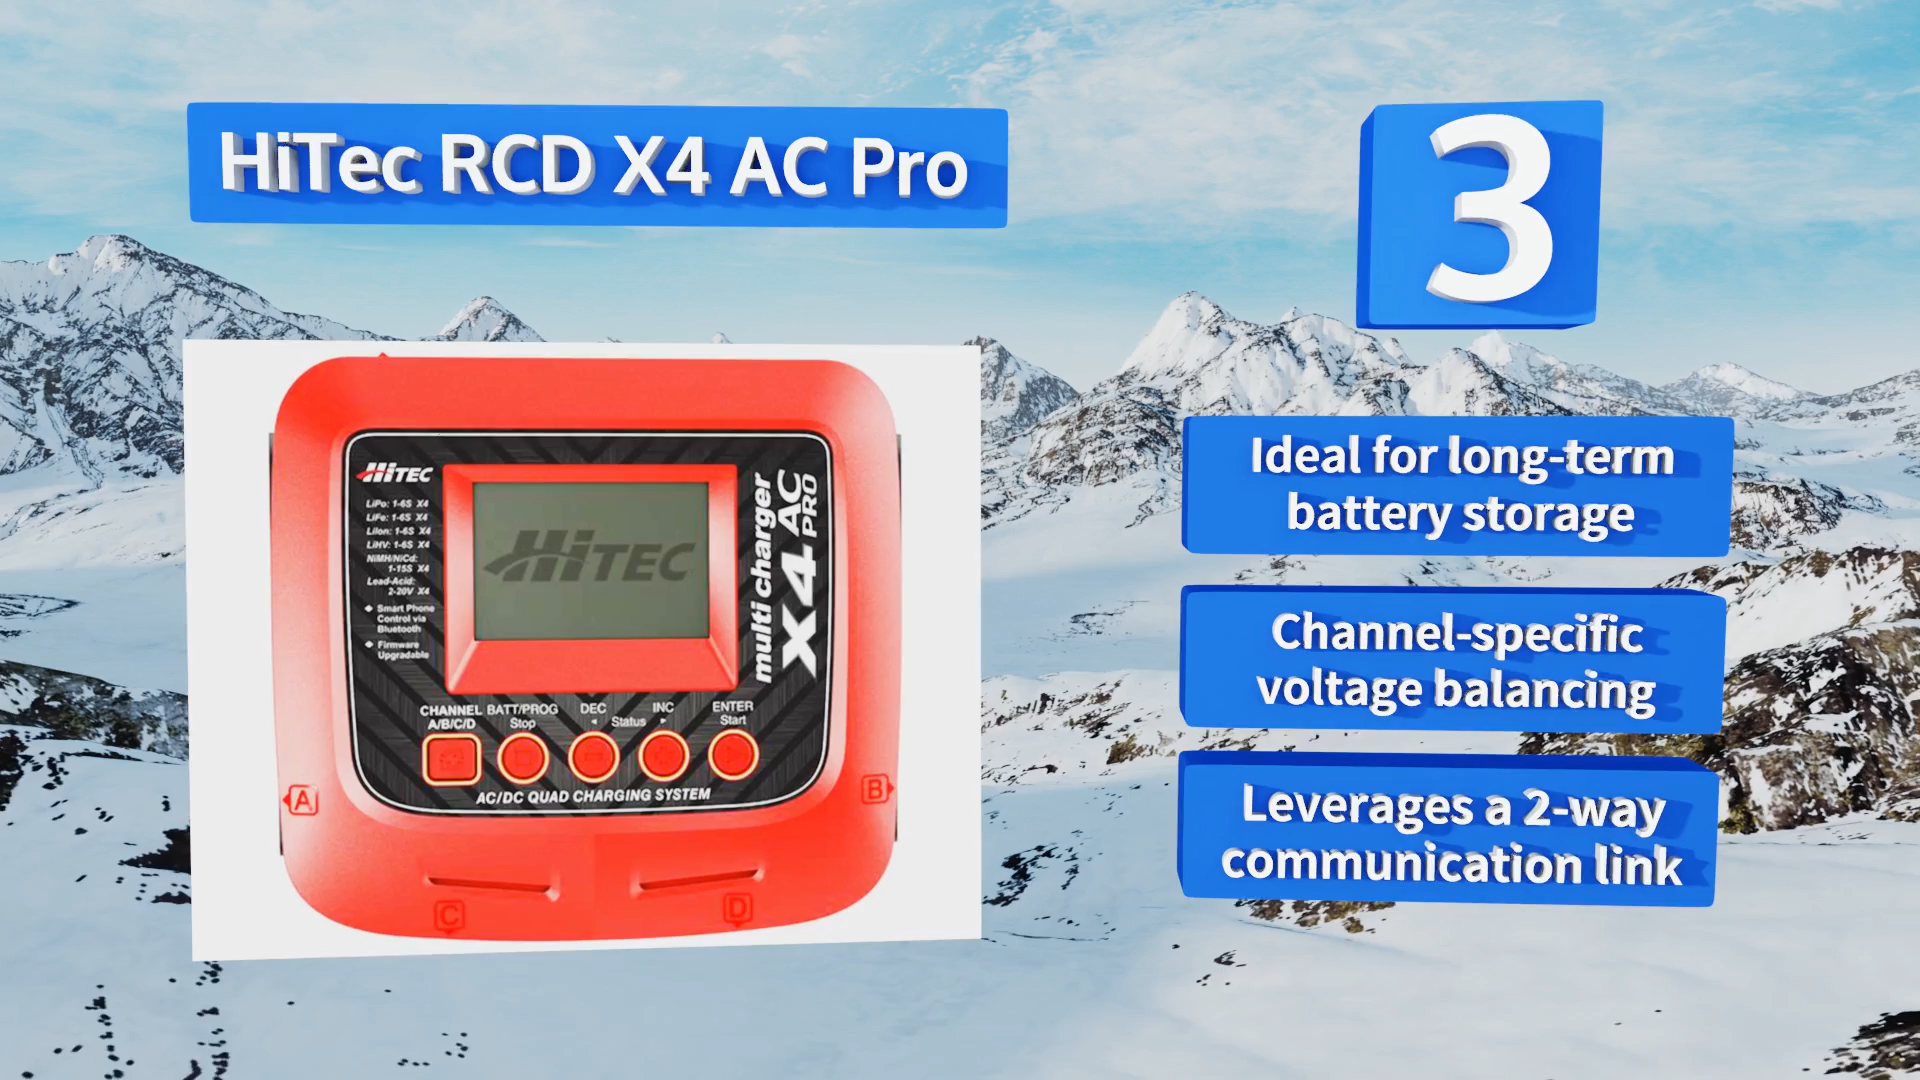 HiTec RCD X4 AC Pro
3
Ideal for long-term
battery storage
Channel-specific
voltage balancing
Leverages a 2-way
communication link
HiTEC
LiPo: 1-6S X4
LiFe: 1-6S X4
LiIon: 1-6S X4
LiHV: 1-6S X4
NiMH/NiCd:
1-15S X4
Lead-Acid:
2-20V X4
Smart Phone
Control via
Bluetooth
Firmware
Upgradable
HiTEC
multi charger
X4 AC
PRO
CHANNEL
A/B/C/D
BATT/PROG
Stop
DEC
Status
INC
ENTER
Start
AC/DC QUAD CHARGING SYSTEM
A
B
C
D